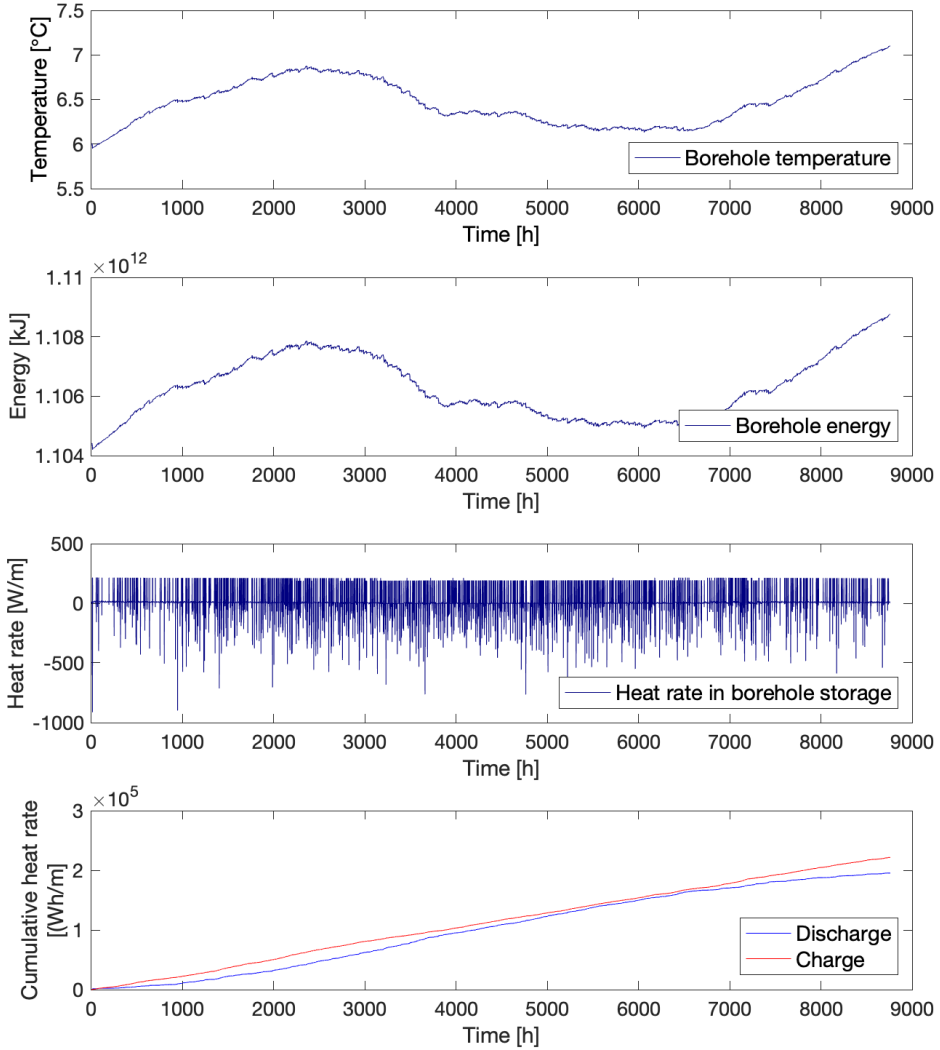 7.5
7
6.5
6
5.5
Temperature [°C]
Borehole temperature
0 1000 2000 3000 4000 5000 6000 7000 8000 9000
Time [h]
×10^12
1.11
1.108
1.106
1.104
Energy [kJ]
Borehole energy
0 1000 2000 3000 4000 5000 6000 7000 8000 9000
Time [h]
500
0
-500
-1000
Heat rate [W/m]
Heat rate in borehole storage
0 1000 2000 3000 4000 5000 6000 7000 8000 9000
Time [h]
×10^5
3
2
1
0
Cumulative heat rate
[(Wh/m]
Discharge
Charge
0 1000 2000 3000 4000 5000 6000 7000 8000 9000
Time [h]